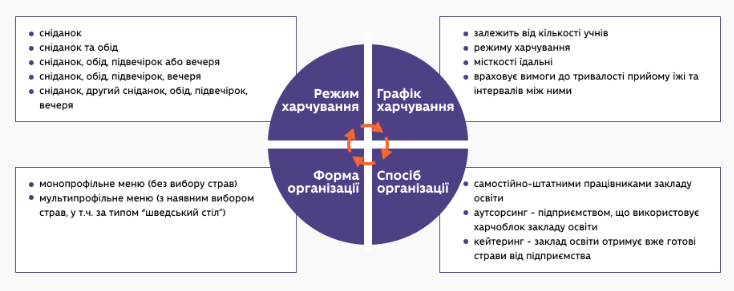 сніданок
сніданок та обід
сніданок, обід, підвечірок або вечеря
сніданок, обід, підвечірок, вечеря
сніданок, другий сніданок, обід, підвечірок,
вечеря
Режим
харчування
Графік
харчування
залежить від кількості учнів
режиму харчування
місткості їдальні
враховує вимоги до тривалості прийому їжі та
інтервалів між ними
монопрофільне меню (без вибору страв)
мультипрофільне меню (з наявним вибором
страв, у т.ч. за типом “шведський стіл”)
Форма
організації
Спосіб
організації
самостійно-штатними працівниками закладу
освіти
аутсорсинг - підприємством, що використовує
харчоблок закладу освіти
кейтеринг - заклад освіти отримує вже готові
страви від підприємства